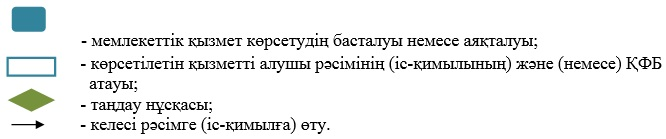 - мемлекеттік қызмет көрсетудің басталуы немесе аяқталуы;
- көрсетілетін қызметті алушы рәсімінің (іс-қимылының) және (немесе) ҚФБ
атауы;
- таңдау нұсқасы;
- келесі рәсімге (іс-қимылға) өту.